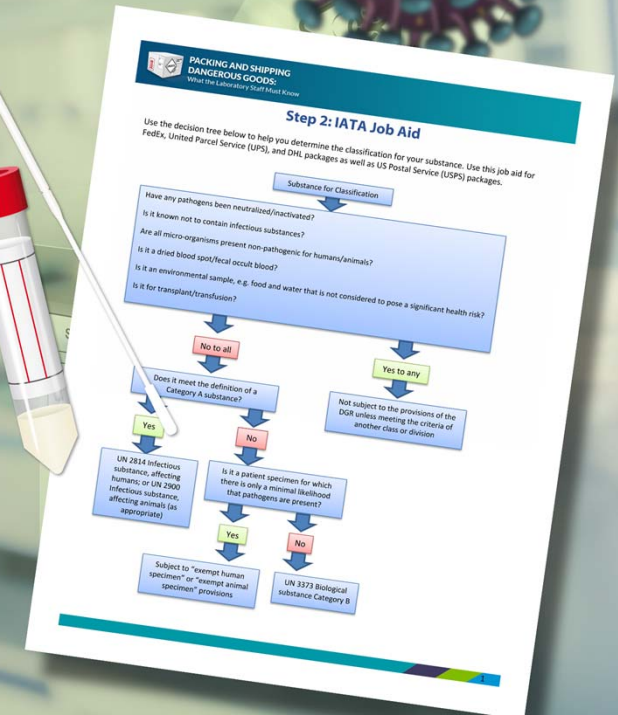 PACKING AND SHIPPING
DANGEROUS GOODS:
What the Laboratory Staff Must Know
Step 2: IATA Job Aid
Use the decision tree below to help you determine the classification for your substance. Use this job aid for
FedEx, United Parcel Service (UPS), and DHL packages as well as US Postal Service (USPS) packages.
Substance for Classification
Have any pathogens been neutralized/inactivated?
Is it known not to contain infectious substances?
Are all micro-organisms present non-pathogenic for humans/animals?
Is it a dried blood spot/fecal occult blood?
Is it an environmental sample, e.g. food and water that is not considered to pose a significant health risk?
Is it for transplant/transfusion?
No to all
Yes to any
Does it meet the definition of a
Category A substance?
Not subject to the provisions of the
DGR unless meeting the criteria of
another class or division
Yes
No
UN 2814 Infectious
substance, affecting
humans; or UN 2900
Infectious substance,
affecting animals (as
appropriate)
Is it a patient specimen for which
there is only a minimal likelihood
that pathogens are present?
Yes
No
Subject to "exempt human
specimen" or "exempt animal
specimen" provisions
UN 3373 Biological
substance Category B
1